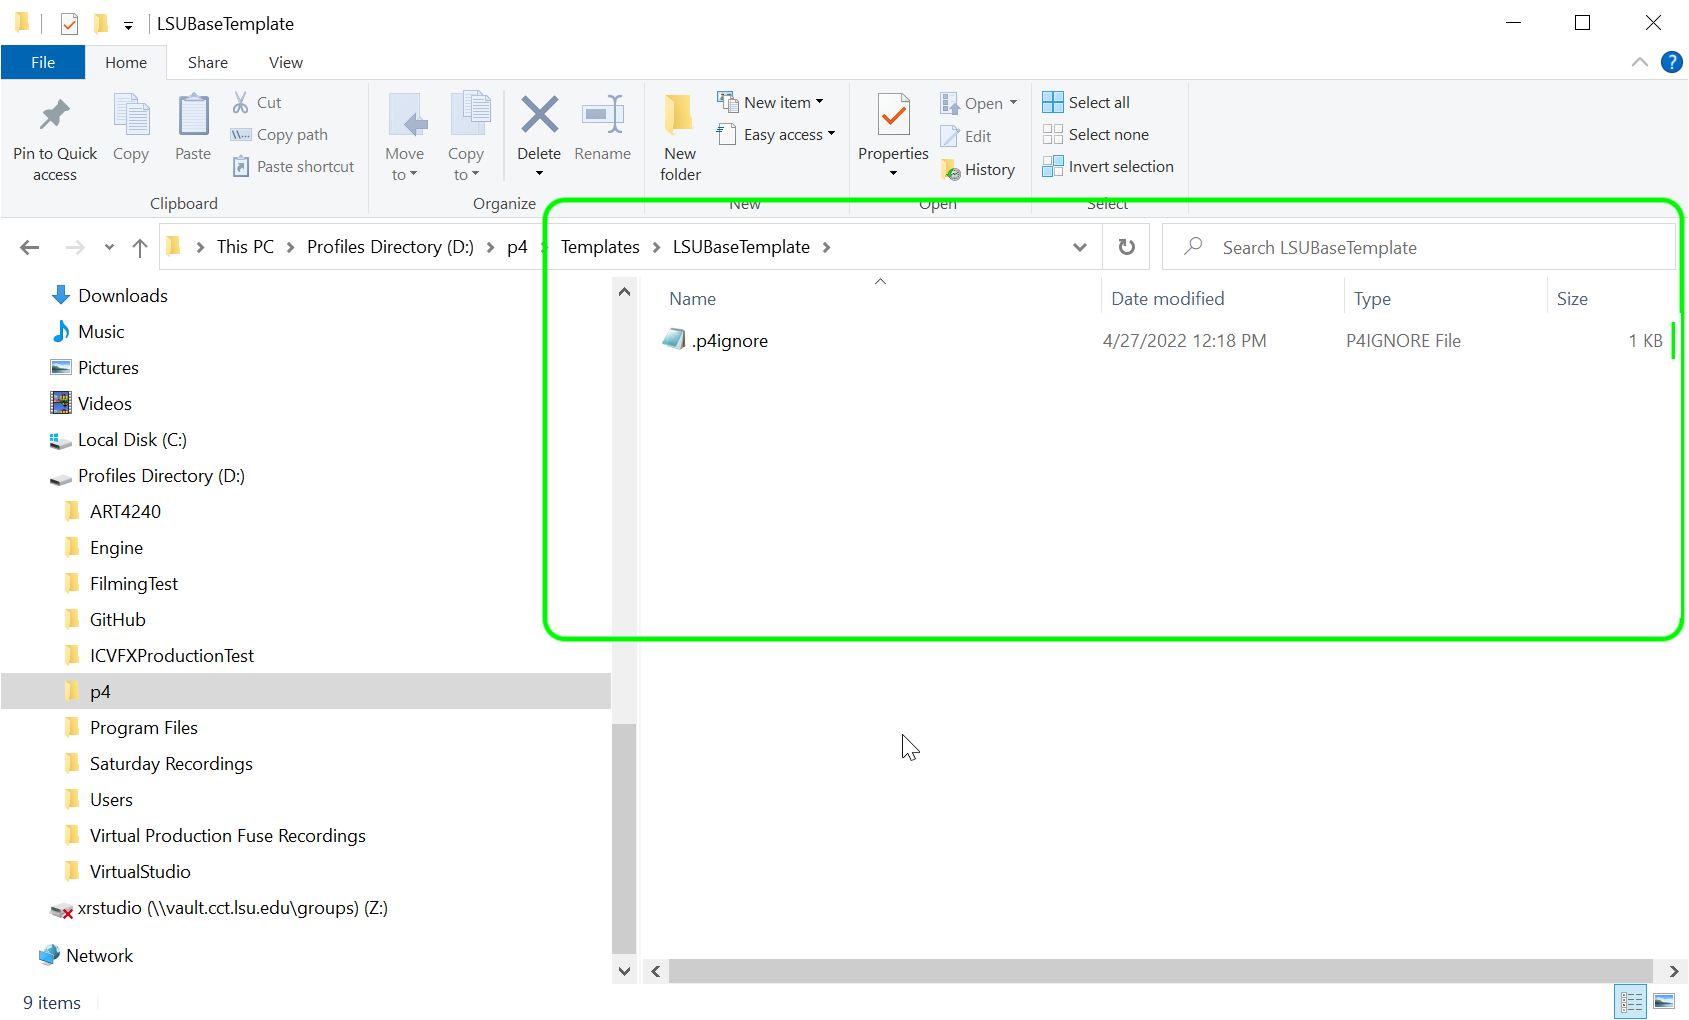 LSUBaseTemplate
File Home Share View
?
Pin to Quick access
Copy
Paste
Cut
Copy path
Paste shortcut
Clipboard
Move to
Copy to
Delete
Rename
Organize
New folder
New item
Easy access
New
Properties
Open
Edit
History
Open
Select all
Select none
Invert selection
Select
This PC > Profiles Directory (D:) > p4 > Templates > LSUBaseTemplate >
Search LSUBaseTemplate
Downloads
Music
Pictures
Videos
Local Disk (C:)
Profiles Directory (D:)
ART4240
Engine
FilmingTest
GitHub
ICVFXProductionTest
p4
Program Files
Saturday Recordings
Users
Virtual Production Fuse Recordings
VirtualStudio
xrstudio (\\vault.cct.lsu.edu\groups) (Z:)
Network
Name Date modified Type Size
.p4ignore 4/27/2022 12:18 PM P4IGNORE File 1 KB
9 items